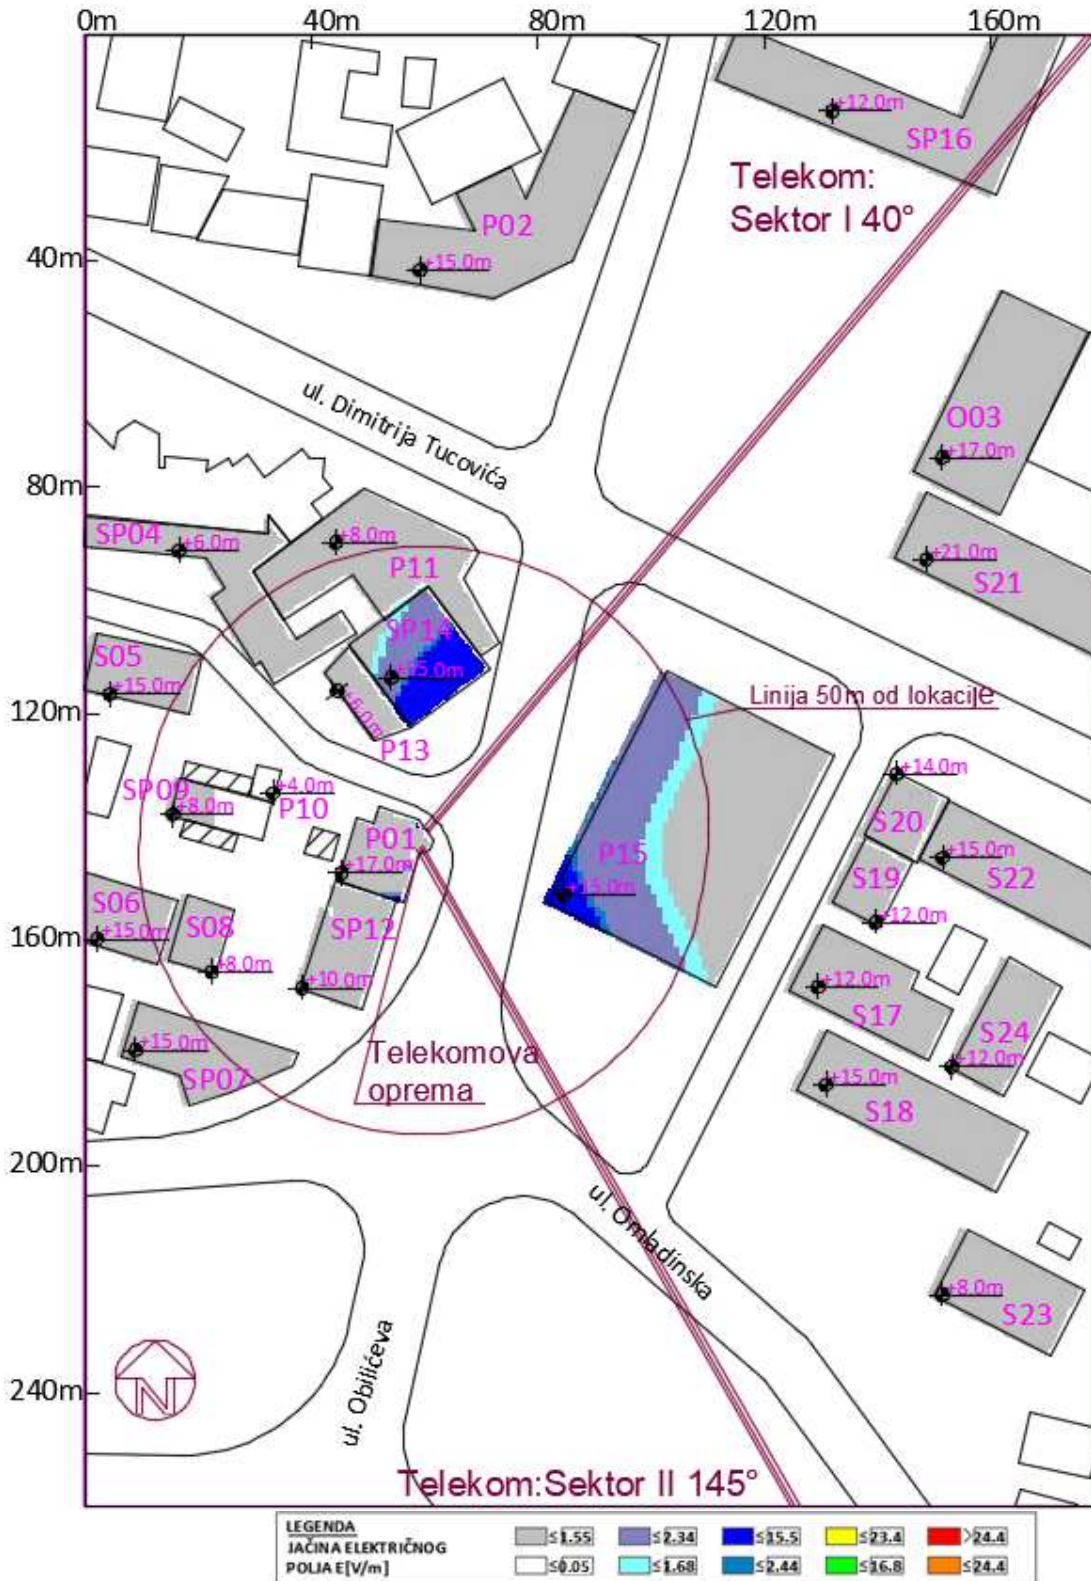 0m 40m 80m 120m 160m
+12.0m
SP16
Telekom:
Sektor I 40°
P02
+15.0m
40m
ul. Dimitrija Tucovića
O03
+17.0m
80m
SP04
+6.0m
+8.0m
P11
+21.0m
S21
SP14
+15.0m
S05
+15.0m
+6.0m
P13
Linija 50m od lokacije
120m
+14.0m
SP09
+8.0m
+4.0m
P10
P01
+17.0m
S20
P15
+15.0m
+15.0m
S22
S19
+12.0m
S06
+15.0m
S08
+8.0m
SP12
+10.0m
160m
+12.0m
S17
S24
+12.0m
+15.0m
SP07
Telekomova
oprema
+15.0m
S18
200m
ul. Omladinska
+8.0m
S23
240m
N
ul. Obilićeva
Telekom:Sektor II 145°
LEGENDA
JAČINA ELEKTRIČNOG
POLJA E[V/m]
≤1.55 ≤2.34 ≤15.5 ≤23.4 >24.4
≤0.05 ≤1.68 ≤2.44 ≤16.8 ≤24.4